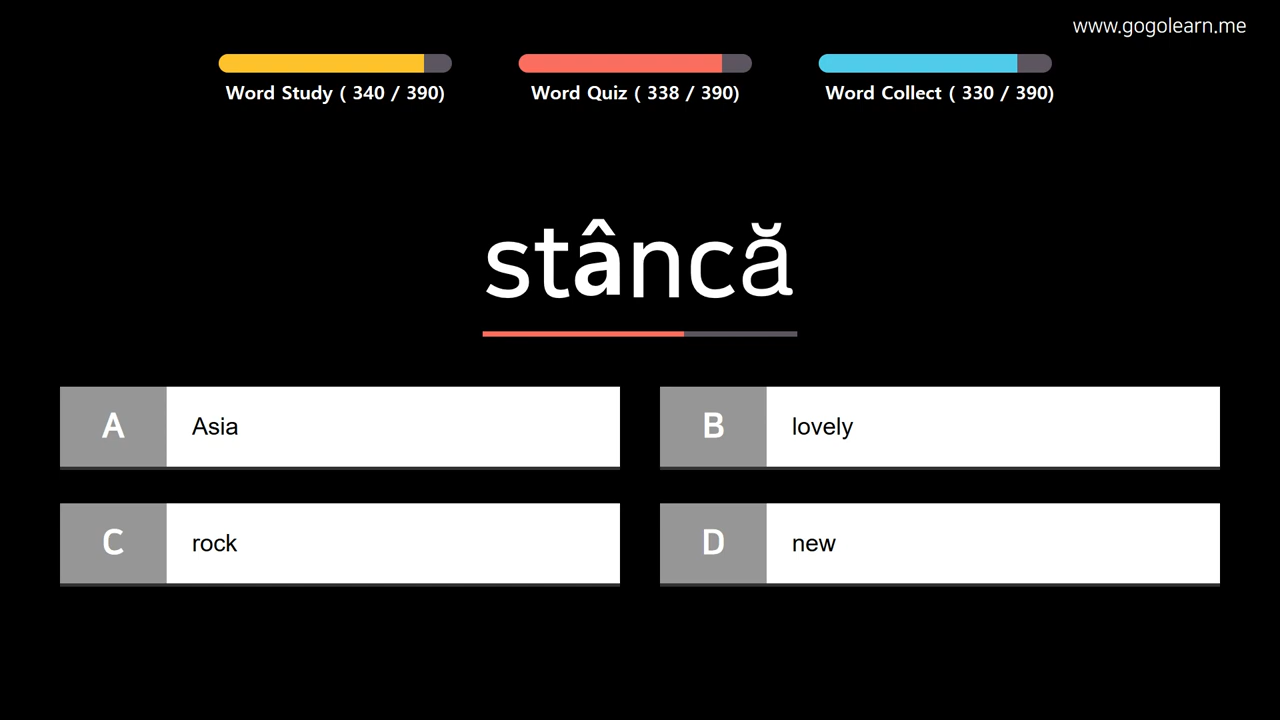 www.gogolearn.me
Word Study ( 340 / 390)
Word Quiz ( 338 / 390)
Word Collect ( 330 / 390)
stâncă
A Asia
B lovely
C rock
D new